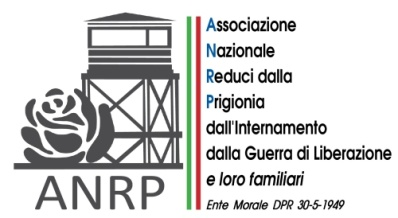 Associazione
Nazionale
Reduci dalla
Prigionia
dall'Internamento
dalla Guerra di Liberazione
e loro familiari
Ente Morale DPR 30-5-1949
ANRP